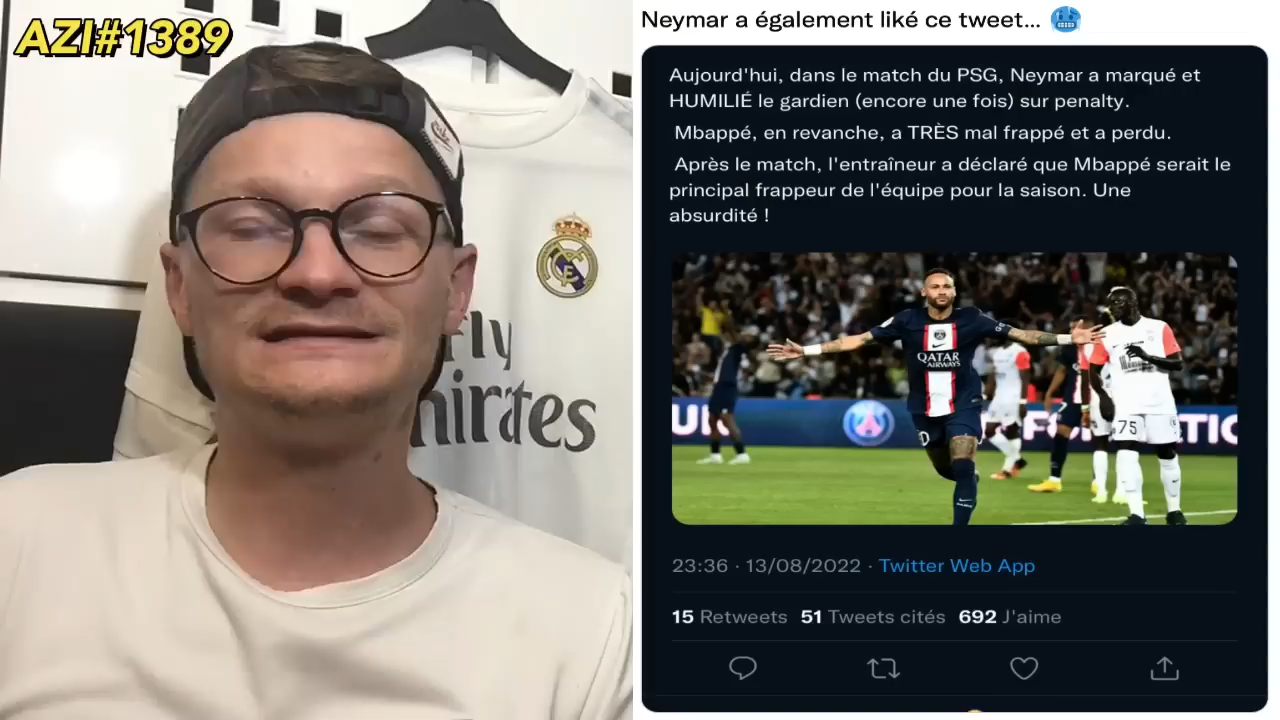 AZI#1389
Neymar a également liké ce tweet...
Aujourd'hui, dans le match du PSG, Neymar a marqué et
HUMILIÉ le gardien (encore une fois) sur penalty.
Mbappé, en revanche, a TRÈS mal frappé et a perdu.
Après le match, l'entraîneur a déclaré que Mbappé serait le
principal frappeur de l'équipe pour la saison. Une
absurdité !
QATAR
AIRWAYS
75
23:36 · 13/08/2022 · Twitter Web App
15 Retweets 51 Tweets cités 692 J'aime